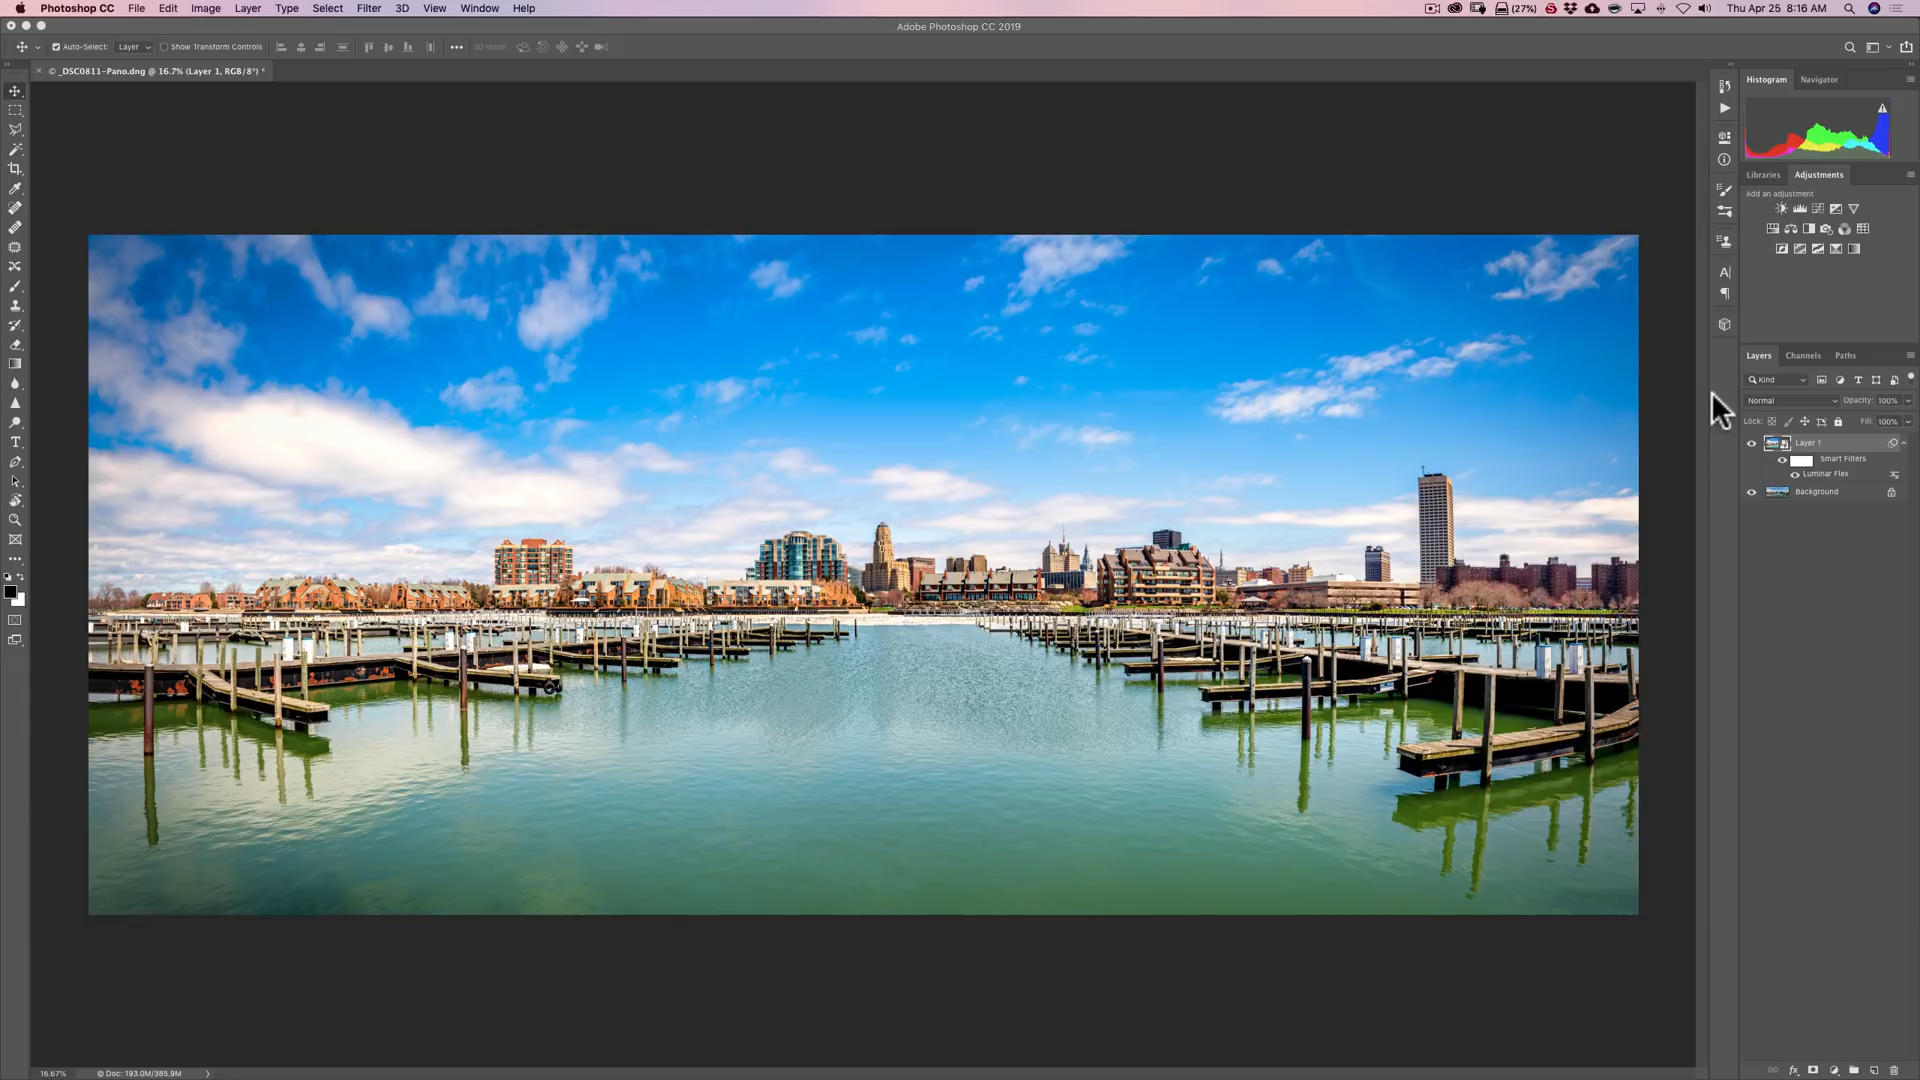 Photoshop CC File Edit Image Layer Type Select Filter 3D View Window Help (27%) Thu Apr 25 8:16 AM
Adobe Photoshop CC 2019
Auto-Select: Layer Show Transform Controls 3D Mode:
© _DSC0811-Pano.dng @ 16.7% (Layer 1, RGB/8*) *
Histogram Navigator
Libraries Adjustments
Add an adjustment
Layers Channels Paths
Kind
Normal Opacity: 100%
Lock: Fill: 100%
Layer 1
Smart Filters
Luminar Flex
Background
16.67% Doc: 193.0M/385.9M